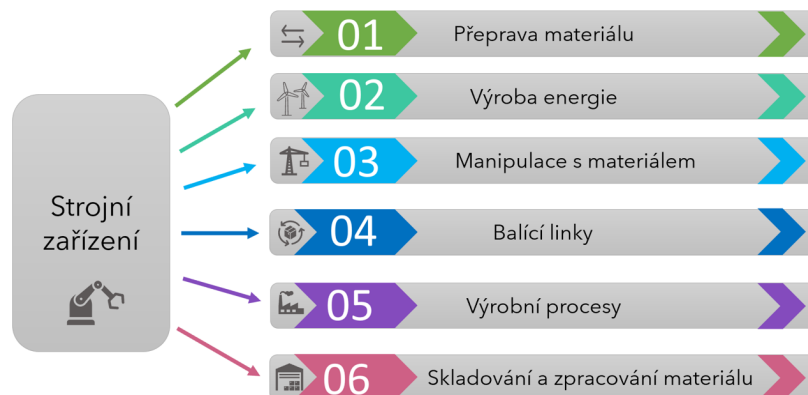 01 Přeprava materiálu
02 Výroba energie
03 Manipulace s materiálem
Strojní
zařízení
04 Balící linky
05 Výrobní procesy
06 Skladování a zpracování materiálu